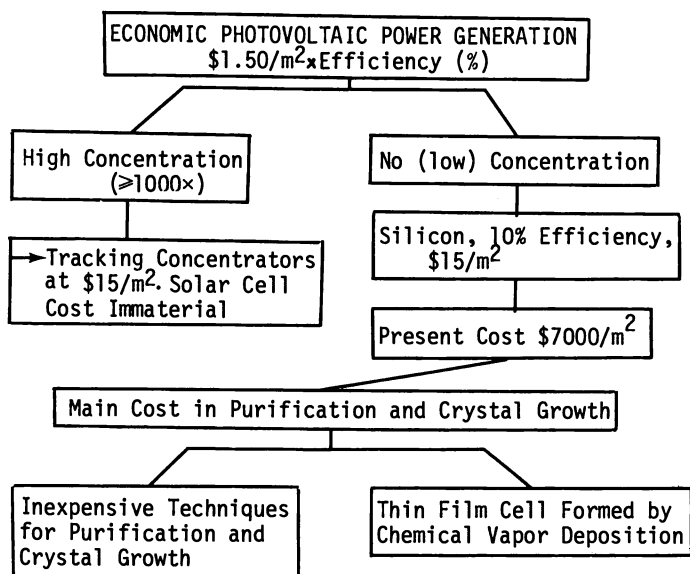 ECONOMIC PHOTOVOLTAIC POWER GENERATION
$1.50/m²×Efficiency (%)
High Concentration
(⩾1000×)
No (low) Concentration
Tracking Concentrators
at $15/m². Solar Cell
Cost Immaterial
Silicon, 10% Efficiency,
$15/m²
Present Cost $7000/m²
Main Cost in Purification and Crystal Growth
Inexpensive Techniques
for Purification and
Crystal Growth
Thin Film Cell Formed by
Chemical Vapor Deposition